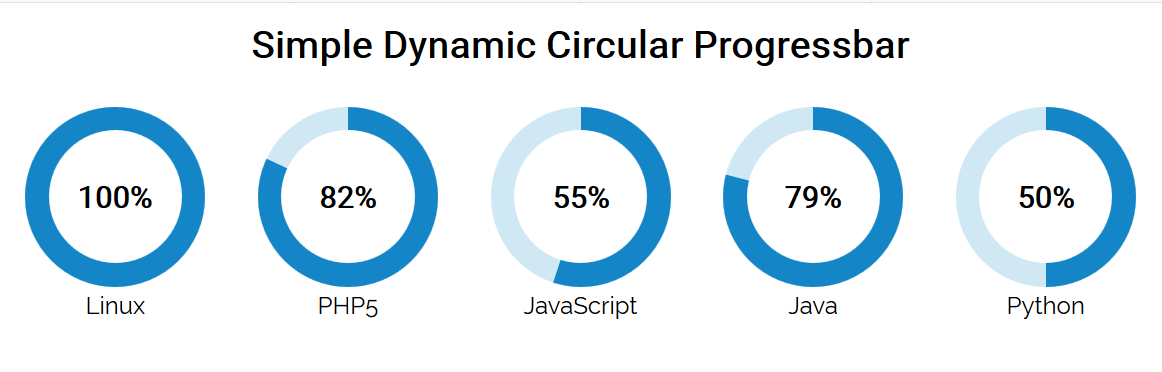 Simple Dynamic Circular Progressbar
100% 82% 55% 79% 50%
Linux PHP5 JavaScript Java Python